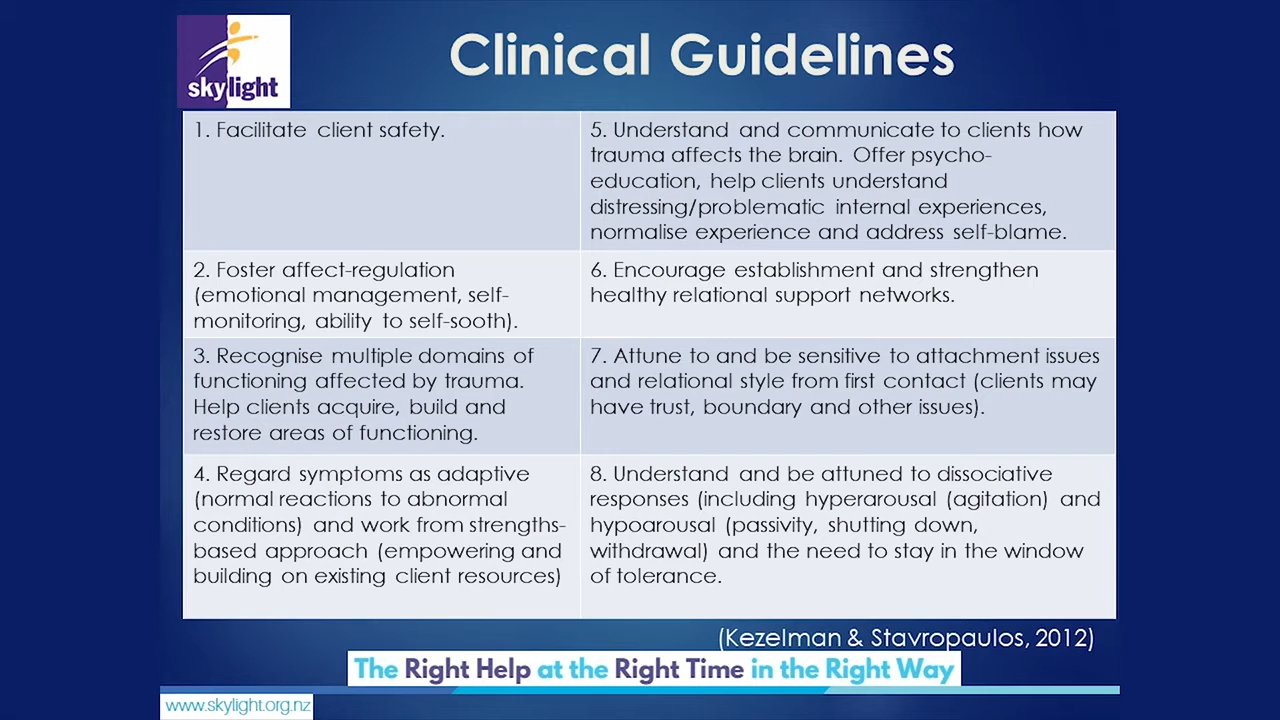 skylight
Clinical Guidelines
1. Facilitate client safety.
2. Foster affect-regulation
(emotional management, self-
monitoring, ability to self-sooth).
3. Recognise multiple domains of
functioning affected by trauma.
Help clients acquire, build and
restore areas of functioning.
4. Regard symptoms as adaptive
(normal reactions to abnormal
conditions) and work from strengths-
based approach (empowering and
building on existing client resources)
5. Understand and communicate to clients how
trauma affects the brain. Offer psycho-
education, help clients understand
distressing/problematic internal experiences,
normalise experience and address self-blame.
6. Encourage establishment and strengthen
healthy relational support networks.
7. Attune to and be sensitive to attachment issues
and relational style from first contact (clients may
have trust, boundary and other issues).
8. Understand and be attuned to dissociative
responses (including hyperarousal (agitation) and
hypoarousal (passivity, shutting down,
withdrawal) and the need to stay in the window
of tolerance.
(Kezelman & Stavropaulos, 2012)
The Right Help at the Right Time in the Right Way
www.skylight.org.nz